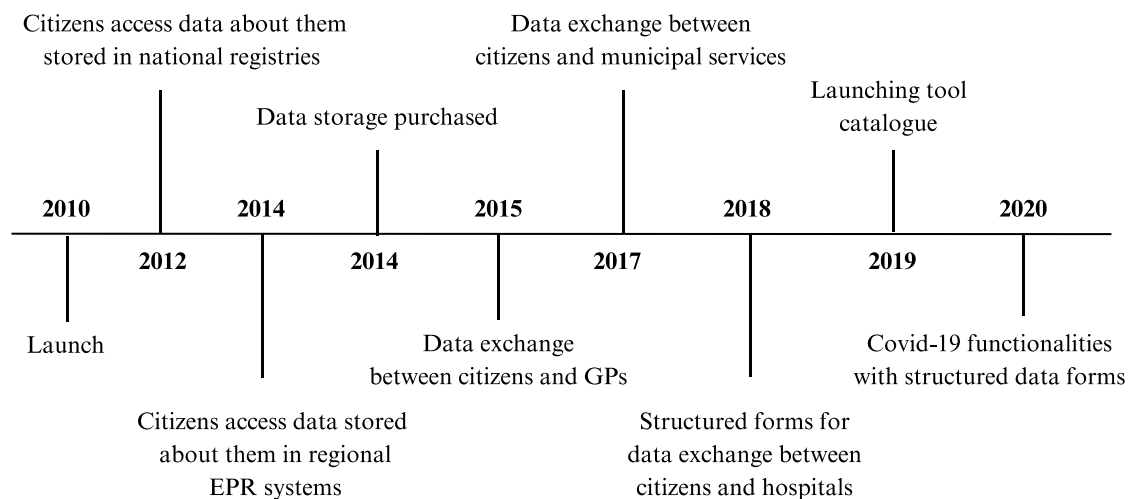 Citizens access data about them
stored in national registries
Data exchange between
citizens and municipal services
Launching tool
catalogue
Data storage purchased
2010
2014
2015
2018
2020
2012
2014
2017
2019
Launch
Data exchange
between citizens and GPs
Covid-19 functionalities
with structured data forms
Citizens access data stored
about them in regional
EPR systems
Structured forms for
data exchange between
citizens and hospitals